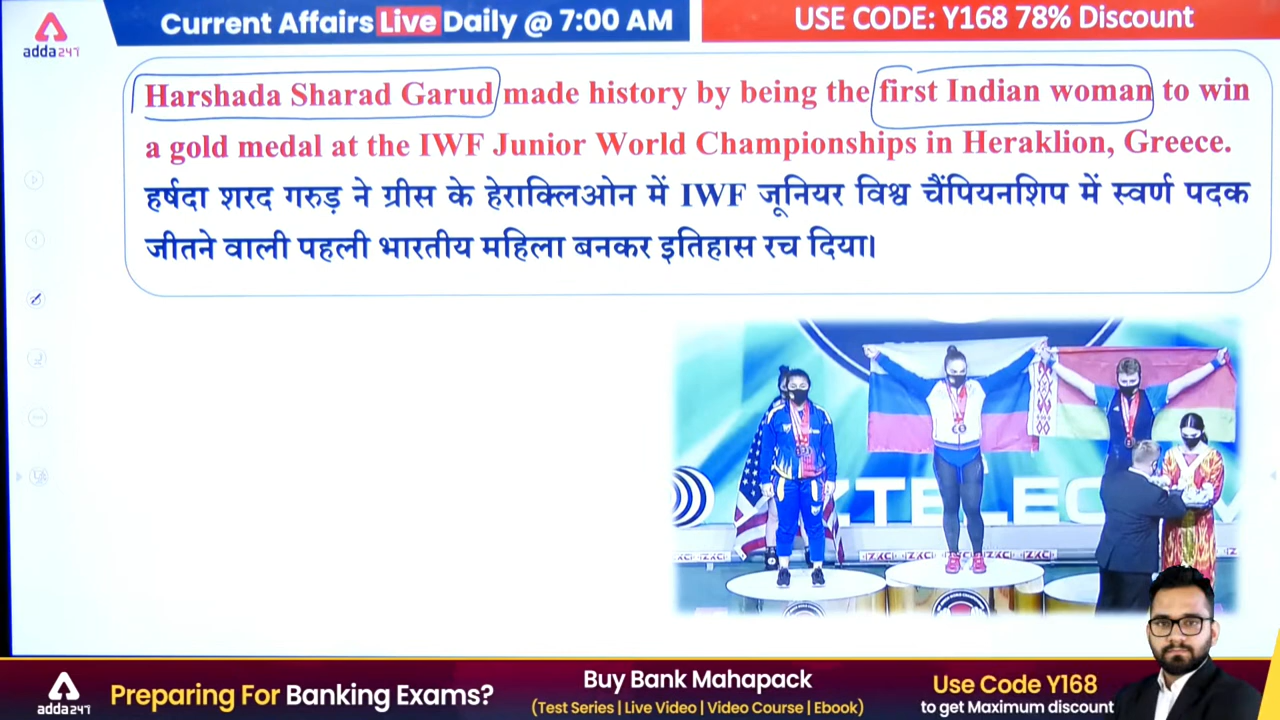 adda247
Current Affairs Live Daily @ 7:00 AM
USE CODE: Y168 78% Discount
Harshada Sharad Garud made history by being the first Indian woman to win
a gold medal at the IWF Junior World Championships in Heraklion, Greece.
हर्षदा शरद गरुड़ ने ग्रीस के हेराक्लिओन में IWF जूनियर विश्व चैंपियनशिप में स्वर्ण पदक
जीतने वाली पहली भारतीय महिला बनकर इतिहास रच दिया।
adda247
Preparing For Banking Exams?
Buy Bank Mahapack
(Test Series | Live Video | Video Course | Ebook)
Use Code Y168
to get Maximum discount